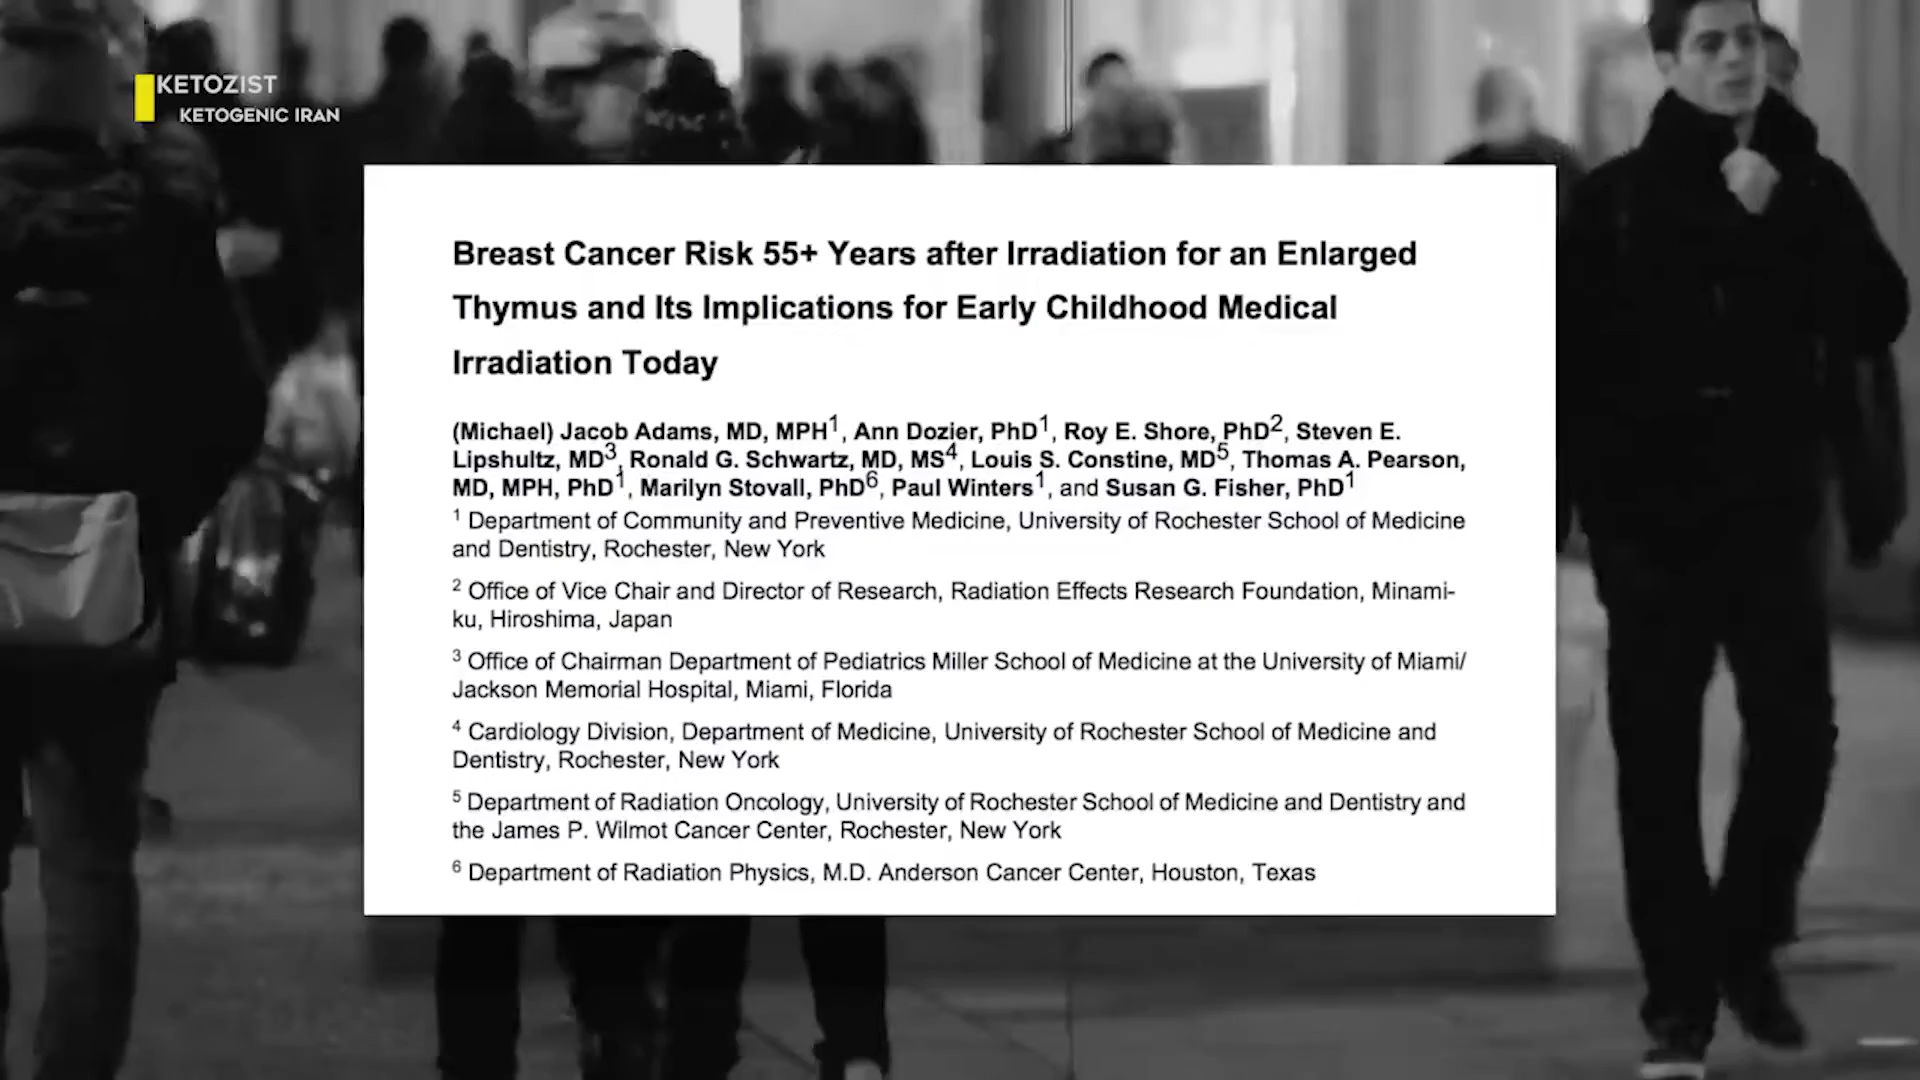 KETOZIST
KETOGENIC IRAN
Breast Cancer Risk 55+ Years after Irradiation for an Enlarged
Thymus and Its Implications for Early Childhood Medical
Irradiation Today
(Michael) Jacob Adams, MD, MPH1, Ann Dozier, PhD1, Roy E. Shore, PhD2, Steven E.
Lipshultz, MD3, Ronald G. Schwartz, MD, MS4, Louis S. Constine, MD5, Thomas A. Pearson,
MD, MPH, PhD1, Marilyn Stovall, PhD6, Paul Winters1, and Susan G. Fisher, PhD1
1 Department of Community and Preventive Medicine, University of Rochester School of Medicine
and Dentistry, Rochester, New York
2 Office of Vice Chair and Director of Research, Radiation Effects Research Foundation, Minami-
ku, Hiroshima, Japan
3 Office of Chairman Department of Pediatrics Miller School of Medicine at the University of Miami/
Jackson Memorial Hospital, Miami, Florida
4 Cardiology Division, Department of Medicine, University of Rochester School of Medicine and
Dentistry, Rochester, New York
5 Department of Radiation Oncology, University of Rochester School of Medicine and Dentistry and
the James P. Wilmot Cancer Center, Rochester, New York
6 Department of Radiation Physics, M.D. Anderson Cancer Center, Houston, Texas